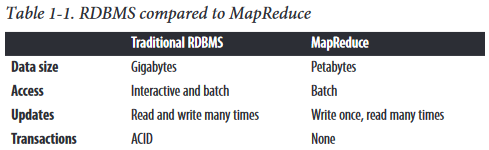 Table 1-1. RDBMS compared to MapReduce
Traditional RDBMS MapReduce
Data size Gigabytes Petabytes
Access Interactive and batch Batch
Updates Read and write many times Write once, read many times
Transactions ACID None